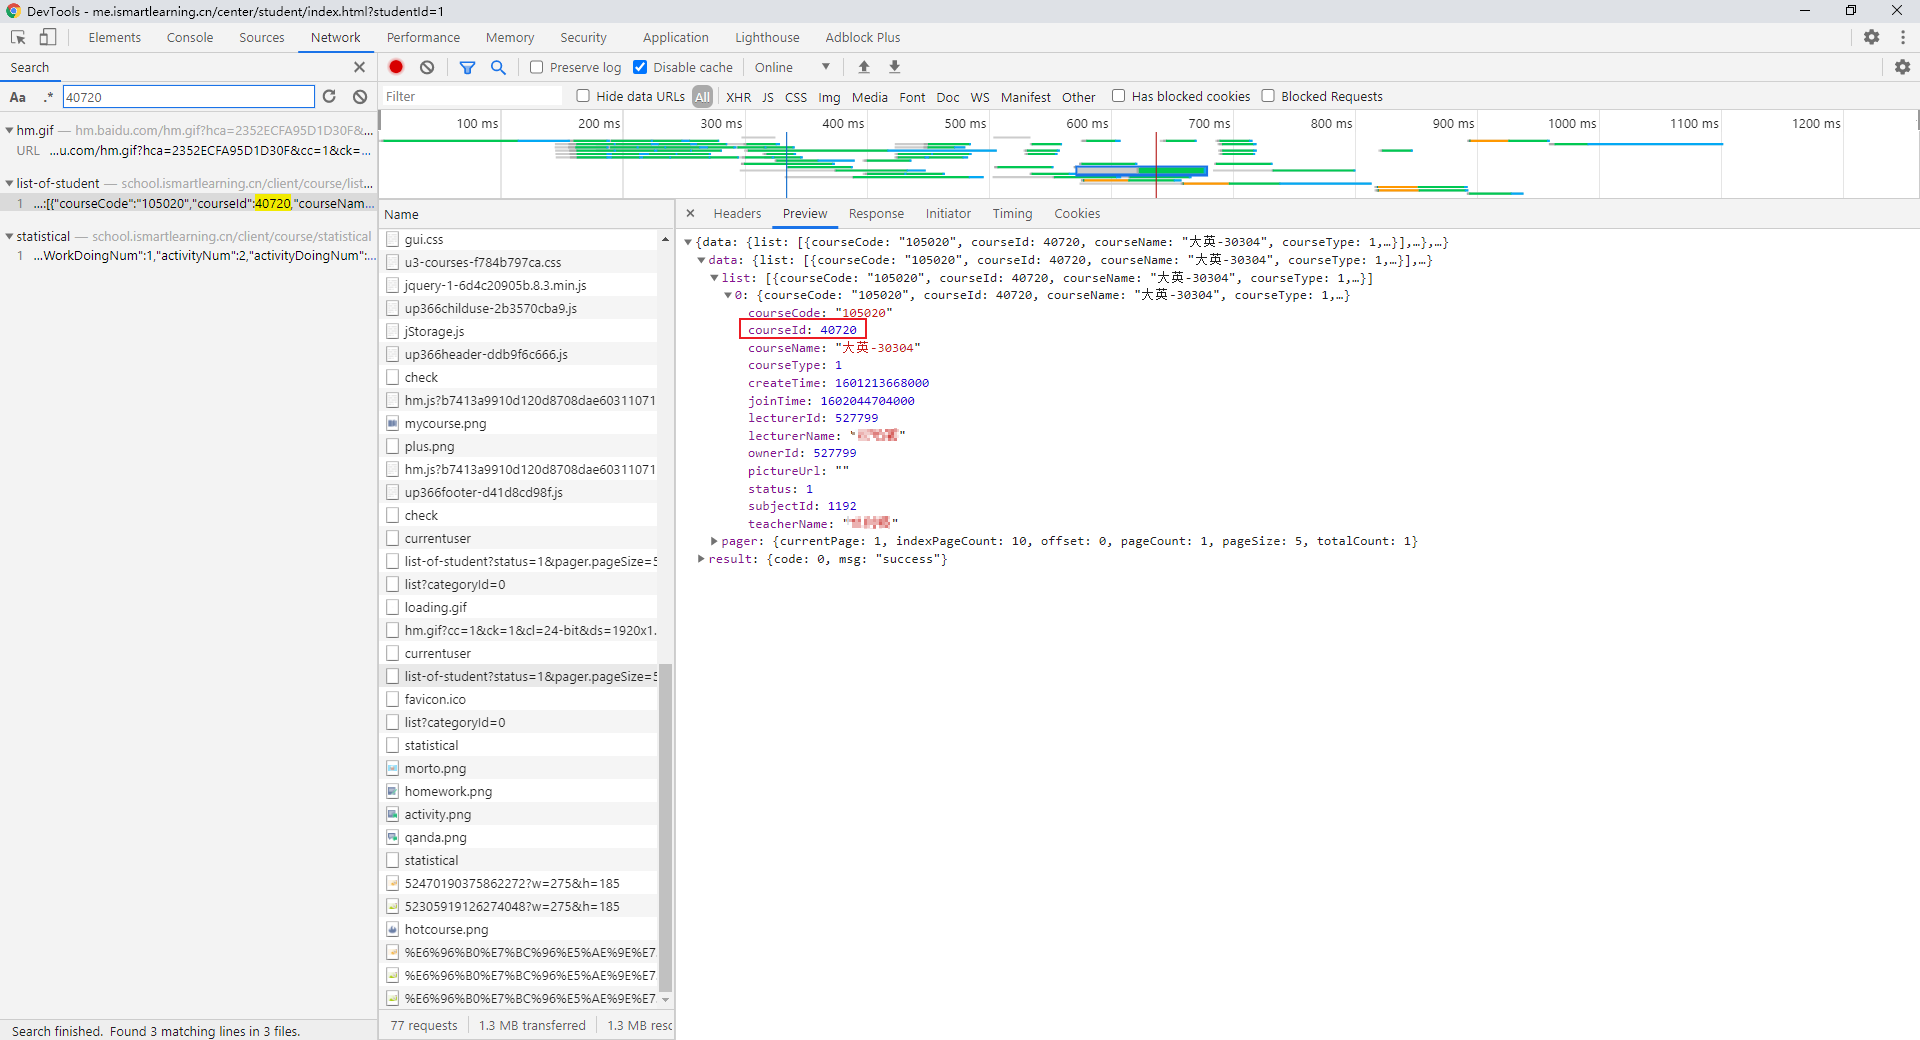 DevTools - me.ismartlearning.cn/center/student/index.html?studentId=1
Elements Console Sources Network Performance Memory Security Application Lighthouse Adblock Plus
Search
Preserve log Disable cache Online
Aa .* 40720
Filter Hide data URLs All XHR JS CSS Img Media Font Doc WS Manifest Other Has blocked cookies Blocked Requests
hm.gif — hm.baidu.com/hm.gif?hca=2352ECFA95D1D30F&...
URL ...u.com/hm.gif?hca=2352ECFA95D1D30F&cc=1&ck=...
list-of-student — school.ismartlearning.cn/client/course/list...
1 ...:[{"courseCode":"105020","courseId":40720,"courseNam...
statistical — school.ismartlearning.cn/client/course/statistical
1 ...WorkDoingNum":1,"activityNum":2,"activityDoingNum":...
Search finished. Found 3 matching lines in 3 files.
100 ms 200 ms 300 ms 400 ms 500 ms 600 ms 700 ms 800 ms 900 ms 1000 ms 1100 ms 1200 ms
Name
gui.css
u3-courses-f784b797ca.css
jquery-1-6d4c20905b.8.3.min.js
up366childuse-2b3570cba9.js
jStorage.js
up366header-ddb9f6c666.js
check
hm.js?b7413a9910d120d8708dae60311071
mycourse.png
plus.png
hm.js?b7413a9910d120d8708dae60311071
up366footer-d41d8cd98f.js
check
currentuser
list-of-student?status=1&pager.pageSize=5
list?categoryId=0
loading.gif
hm.gif?cc=1&ck=1&cl=24-bit&ds=1920x1.
currentuser
list-of-student?status=1&pager.pageSize=5
favicon.ico
list?categoryId=0
statistical
morto.png
homework.png
activity.png
qanda.png
statistical
52470190375862272?w=275&h=185
52305919126274048?w=275&h=185
hotcourse.png
%E6%96%B0%E7%BC%96%E5%AE%9E%E7.
%E6%96%B0%E7%BC%96%E5%AE%9E%E7.
%E6%96%B0%E7%BC%96%E5%AE%9E%E7.
77 requests 1.3 MB transferred 1.3 MB resc
Headers Preview Response Initiator Timing Cookies
{data: {list: [{courseCode: "105020", courseId: 40720, courseName: "大英-30304", courseType: 1,…}],…},…}
data: {list: [{courseCode: "105020", courseId: 40720, courseName: "大英-30304", courseType: 1,…}],…}
list: [{courseCode: "105020", courseId: 40720, courseName: "大英-30304", courseType: 1,…}]
0: {courseCode: "105020", courseId: 40720, courseName: "大英-30304", courseType: 1,…}
courseCode: "105020"
courseId: 40720
courseName: "大英-30304"
courseType: 1
createTime: 1601213668000
joinTime: 1602044704000
lecturerId: 527799
lecturerName: " "
ownerId: 527799
pictureUrl: ""
status: 1
subjectId: 1192
teacherName: " "
pager: {currentPage: 1, indexPageCount: 10, offset: 0, pageCount: 1, pageSize: 5, totalCount: 1}
result: {code: 0, msg: "success"}